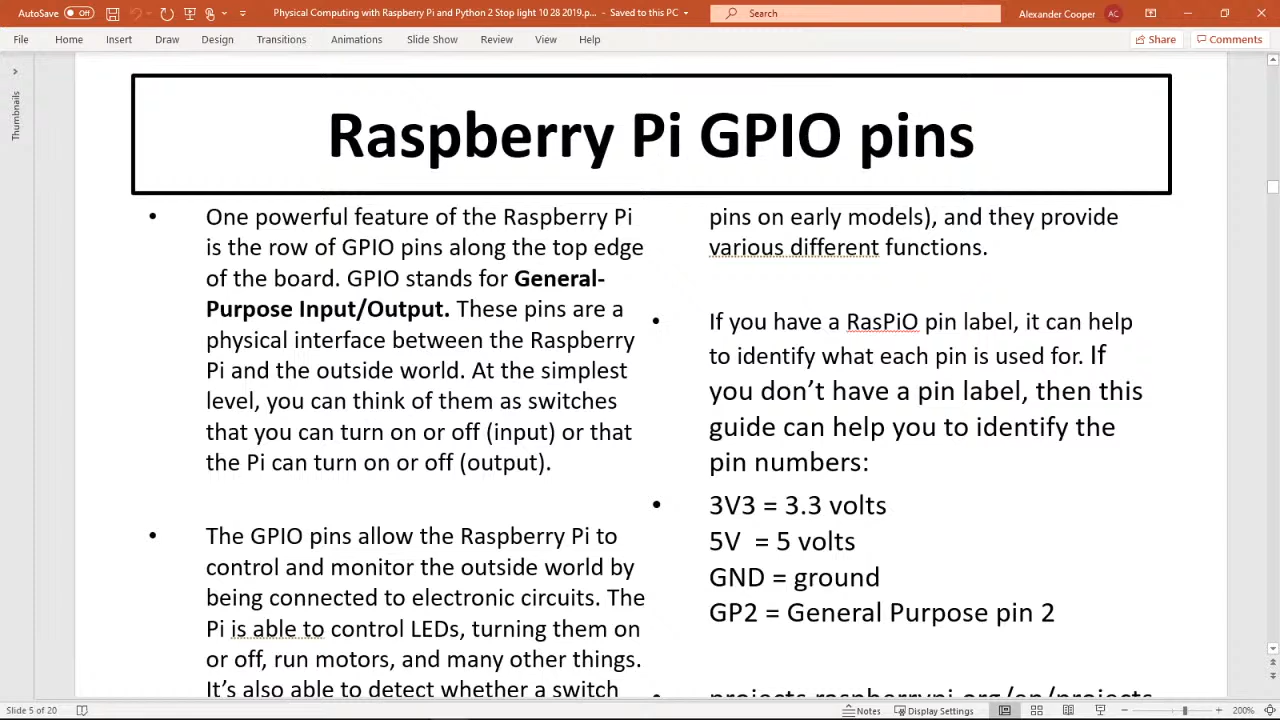 AutoSave Off
Physical Computing with Raspberry Pi and Python 2 Stop light 10 28 2019.p... - Saved to this PC
Search
Alexander Cooper AC
File Home Insert Draw Design Transitions Animations Slide Show Review View Help
Share Comments
Thumbnails
Raspberry Pi GPIO pins
• One powerful feature of the Raspberry Pi
is the row of GPIO pins along the top edge
of the board. GPIO stands for General-
Purpose Input/Output. These pins are a
physical interface between the Raspberry
Pi and the outside world. At the simplest
level, you can think of them as switches
that you can turn on or off (input) or that
the Pi can turn on or off (output).
• The GPIO pins allow the Raspberry Pi to
control and monitor the outside world by
being connected to electronic circuits. The
Pi is able to control LEDs, turning them on
or off, run motors, and many other things.
It’s also able to detect whether a switch
pins on early models), and they provide
various different functions.
• If you have a RasPiO pin label, it can help
to identify what each pin is used for. If
you don’t have a pin label, then this
guide can help you to identify the
pin numbers:
• 3V3 = 3.3 volts
5V = 5 volts
GND = ground
GP2 = General Purpose pin 2
• projects.raspberrypi.org/en/projects
Slide 5 of 20
Notes Display Settings 200%